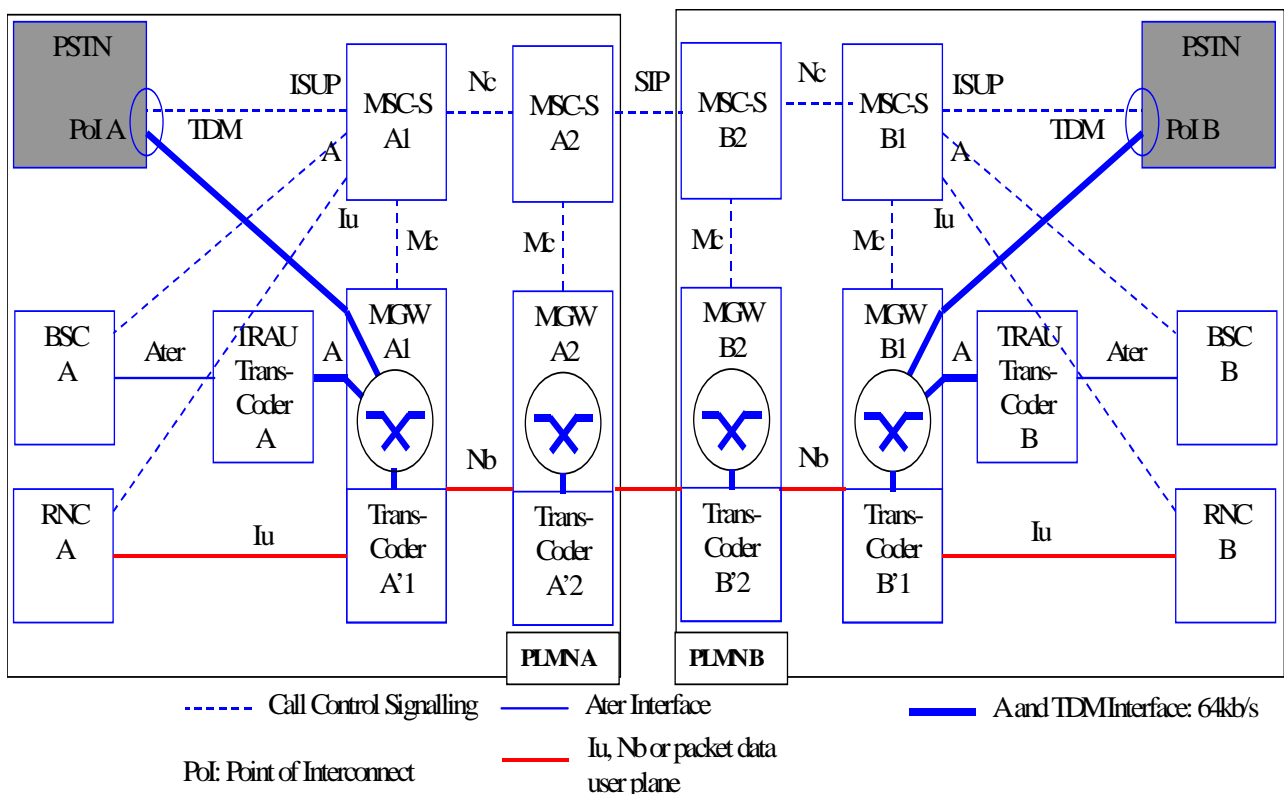 PSTN
PoI A
TDM
ISUP
MSC-S
A1
Nc
MSC-S
A2
SIP
MSC-S
B2
Nc
MSC-S
B1
ISUP
TDM
PSTN
PoI B
A
Iu
Mc
Mc
Mc
Mc
A
Iu
BSC
A
Ater
TRAU
Trans-
Coder
A
A
MGW
A1
MGW
A2
MGW
B2
MGW
B1
A
TRAU
Trans-
Coder
B
Ater
BSC
B
Nb
Nb
RNC
A
Iu
Trans-
Coder
A'1
Trans-
Coder
A'2
Trans-
Coder
B'2
Trans-
Coder
B'1
Iu
RNC
B
PLMN A
PLMN B
Call Control Signalling
Ater Interface
A and TDM Interface: 64kb/s
PoI: Point of Interconnect
Iu, Nb or packet data
user plane